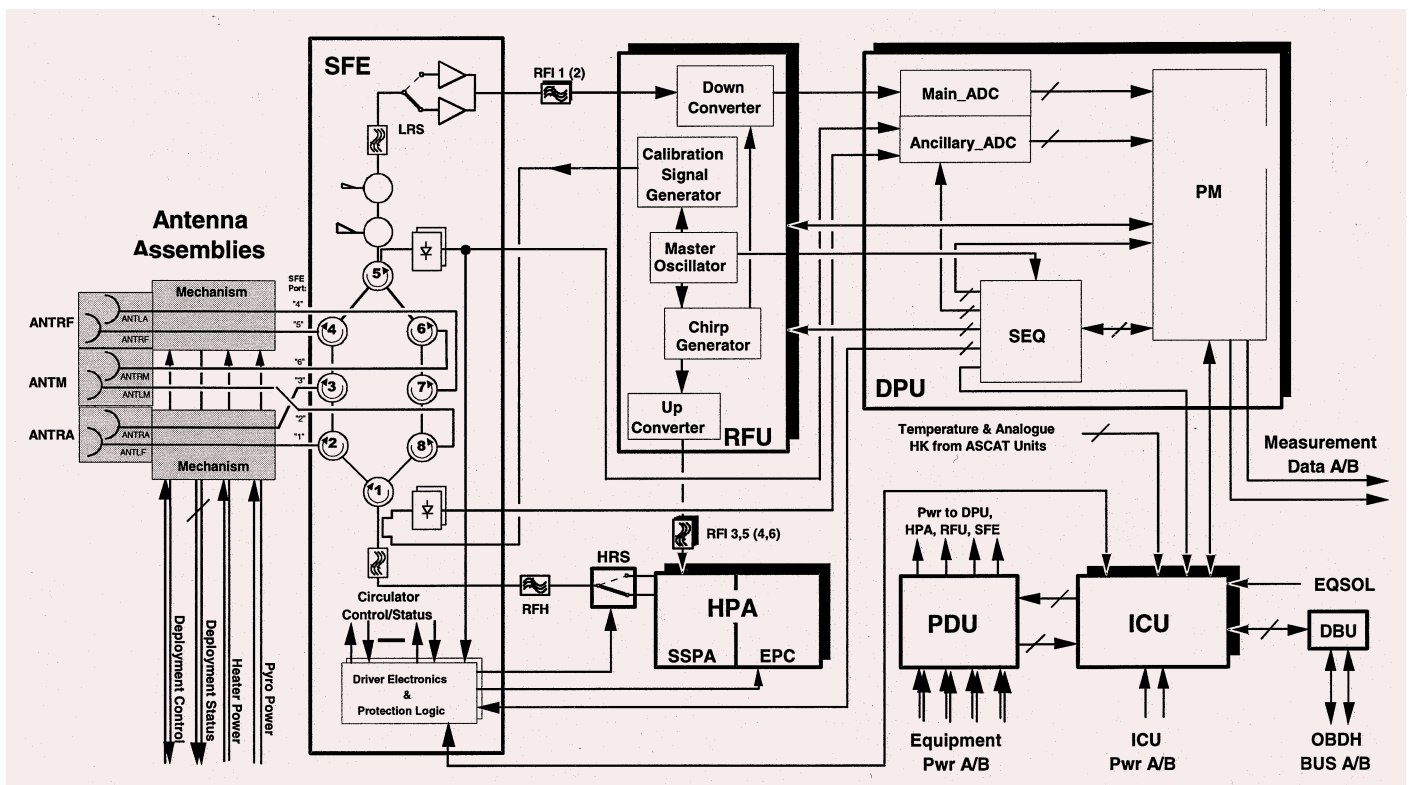 SFE
LRS
RFI 1 (2)
Down
Converter
Calibration
Signal
Generator
Master
Oscillator
Chirp
Generator
Up
Converter
RFU
Main_ADC
Ancillary_ADC
PM
SEQ
DPU
Antenna
Assemblies
Mechanism
SFE
Port:
"4"
"5"
"6"
"3"
"2"
"1"
ANTRF
ANTLA
ANTRF
ANTM
ANTRM
ANTLM
ANTRA
ANTRA
ANTLF
Mechanism
5
4
6
3
7
2
8
1
Temperature & Analogue
HK from ASCAT Units
Measurement
Data A/B
RFI 3,5 (4,6)
HRS
RFH
HPA
SSPA
EPC
Circulator
Control/Status
Driver Electronics
&
Protection Logic
Deployment Control
Deployment Status
Heater Power
Pyro Power
Pwr to DPU,
HPA, RFU, SFE
PDU
ICU
EQSOL
DBU
Equipment
Pwr A/B
ICU
Pwr A/B
OBDH
BUS A/B